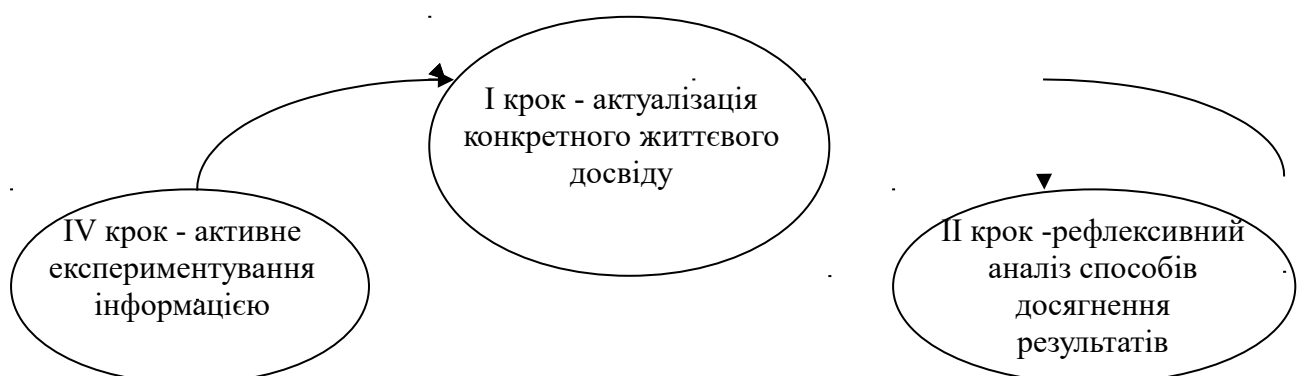 І крок - актуалізація
конкретного життєвого
досвіду
IV крок - активне
експериментування
інформацією
ІІ крок -рефлексивний
аналіз способів
досягнення
результатів